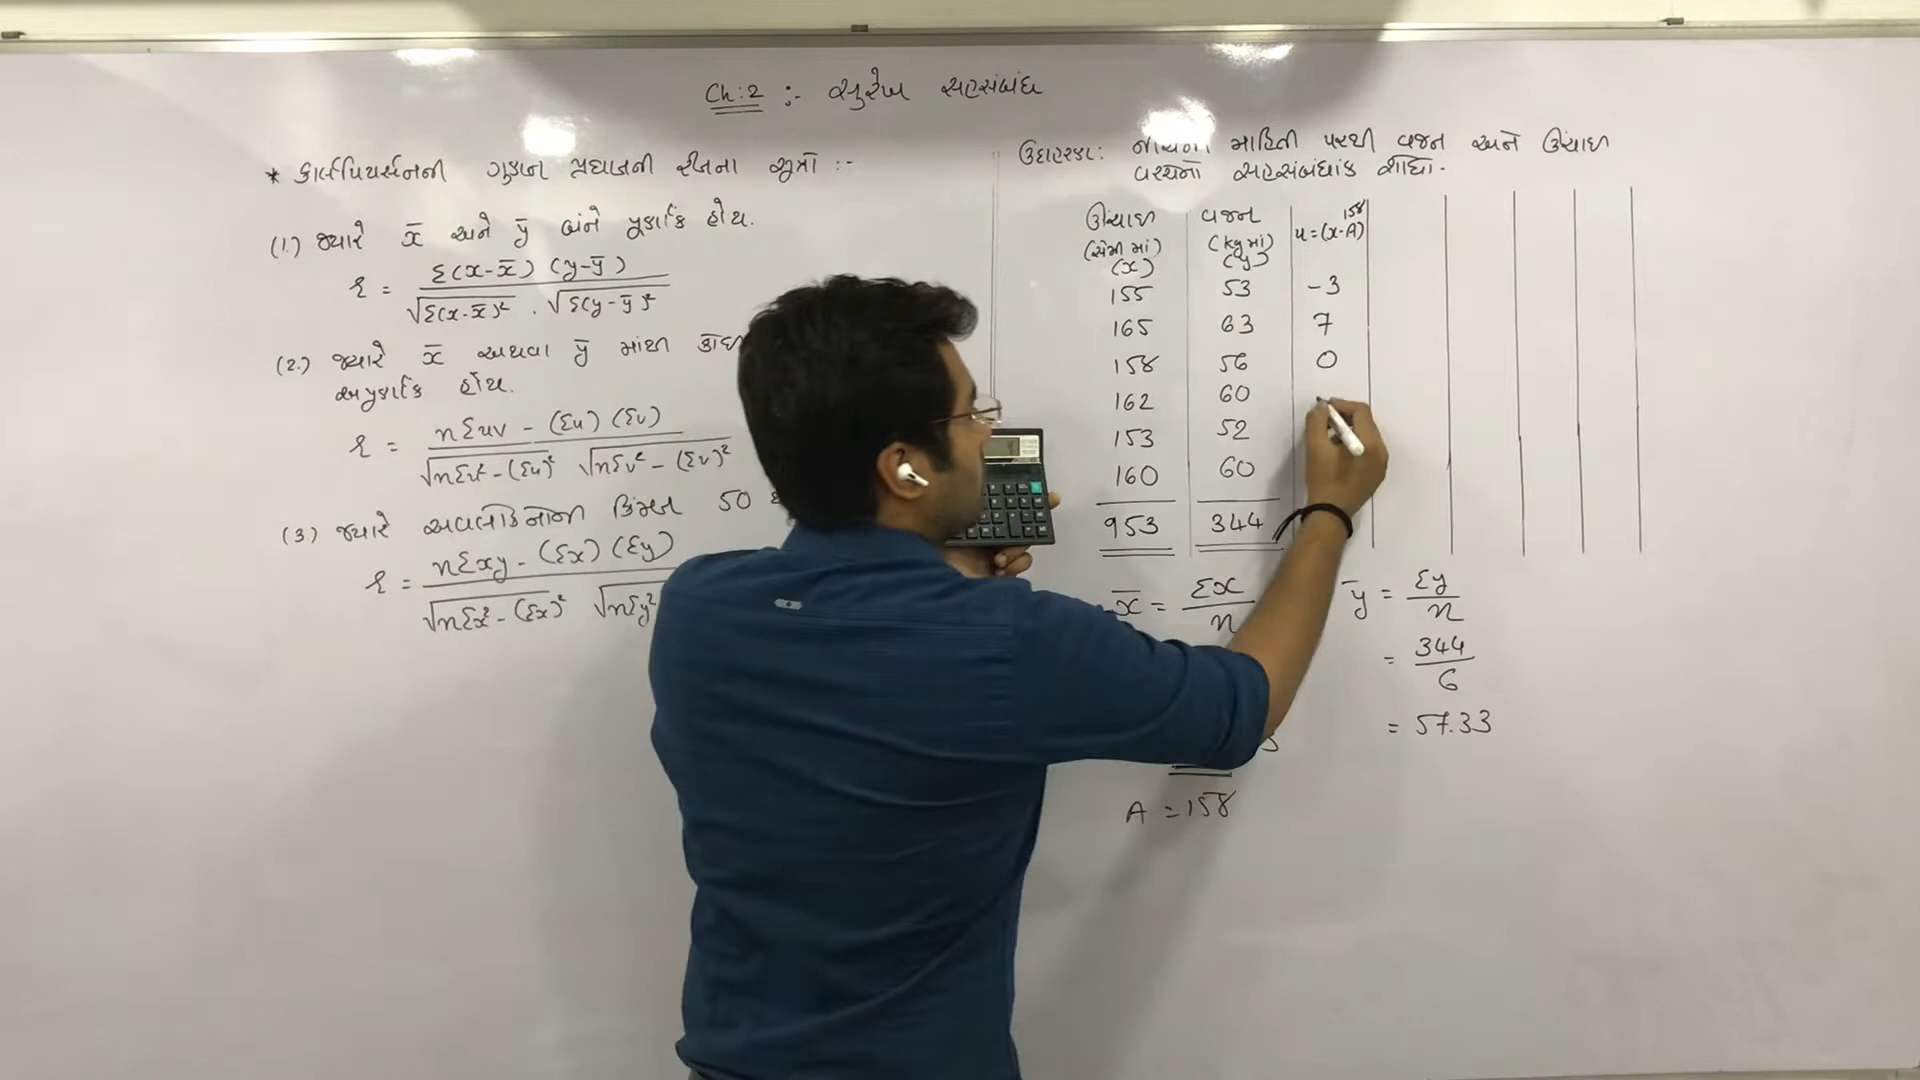 Ch:2 :- સુરેખ સહસંબંધ
* કાર્લપિયર્સનની ગુણાન પ્રઘાતની રીતના સૂત્રો :-
(1.) જ્યારે x̄ અને ȳ બંને પૂર્ણાંક હોય.
r = Σ(x-x̄) (y-ȳ) / √Σ(x-x̄)² . √Σ(y-ȳ)²
(2.) જ્યારે x̄ અથવા ȳ માંથી કોઈ
અપૂર્ણાંક હોય.
r = nΣuv - (Σu) (Σv) / √nΣu² - (Σu)² √nΣv² - (Σv)²
(3.) જ્યારે અવલોકનોની કિંમત 50
r = nΣxy - (Σx) (Σy) / √nΣx² - (Σx)² √nΣy²
ઉદાહરણ: નીચેની માહિતી પરથી વજન અને ઊંચાઈ
વચ્ચેનો સહસંબંધાંક શોધો.
ઊંચાઈ વજન 158
(સેમી માં) (kg માં) u = (x-A)
(x) (y)
155 53 -3
165 63 7
158 56 0
162 60
153 52
160 60
953 344
x̄ = Σx / n ȳ = Σy / n
= 344 / 6
= 57.33
A = 158